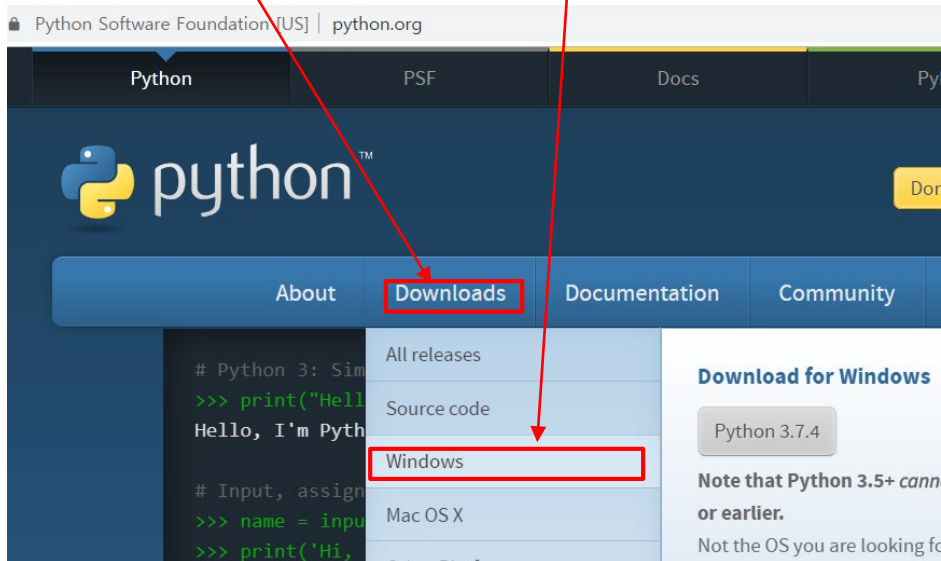 Python Software Foundation [US] | python.org
Python PSF Docs
python™
About Downloads Documentation Community
All releases
Source code
Windows
Mac OS X
# Python 3: Sim
>>> print("Hell
Hello, I'm Pyth
# Input, assign
>>> name = inpu
>>> print('Hi,
Download for Windows
Python 3.7.4
Note that Python 3.5+
or earlier.
Not the OS you are looking